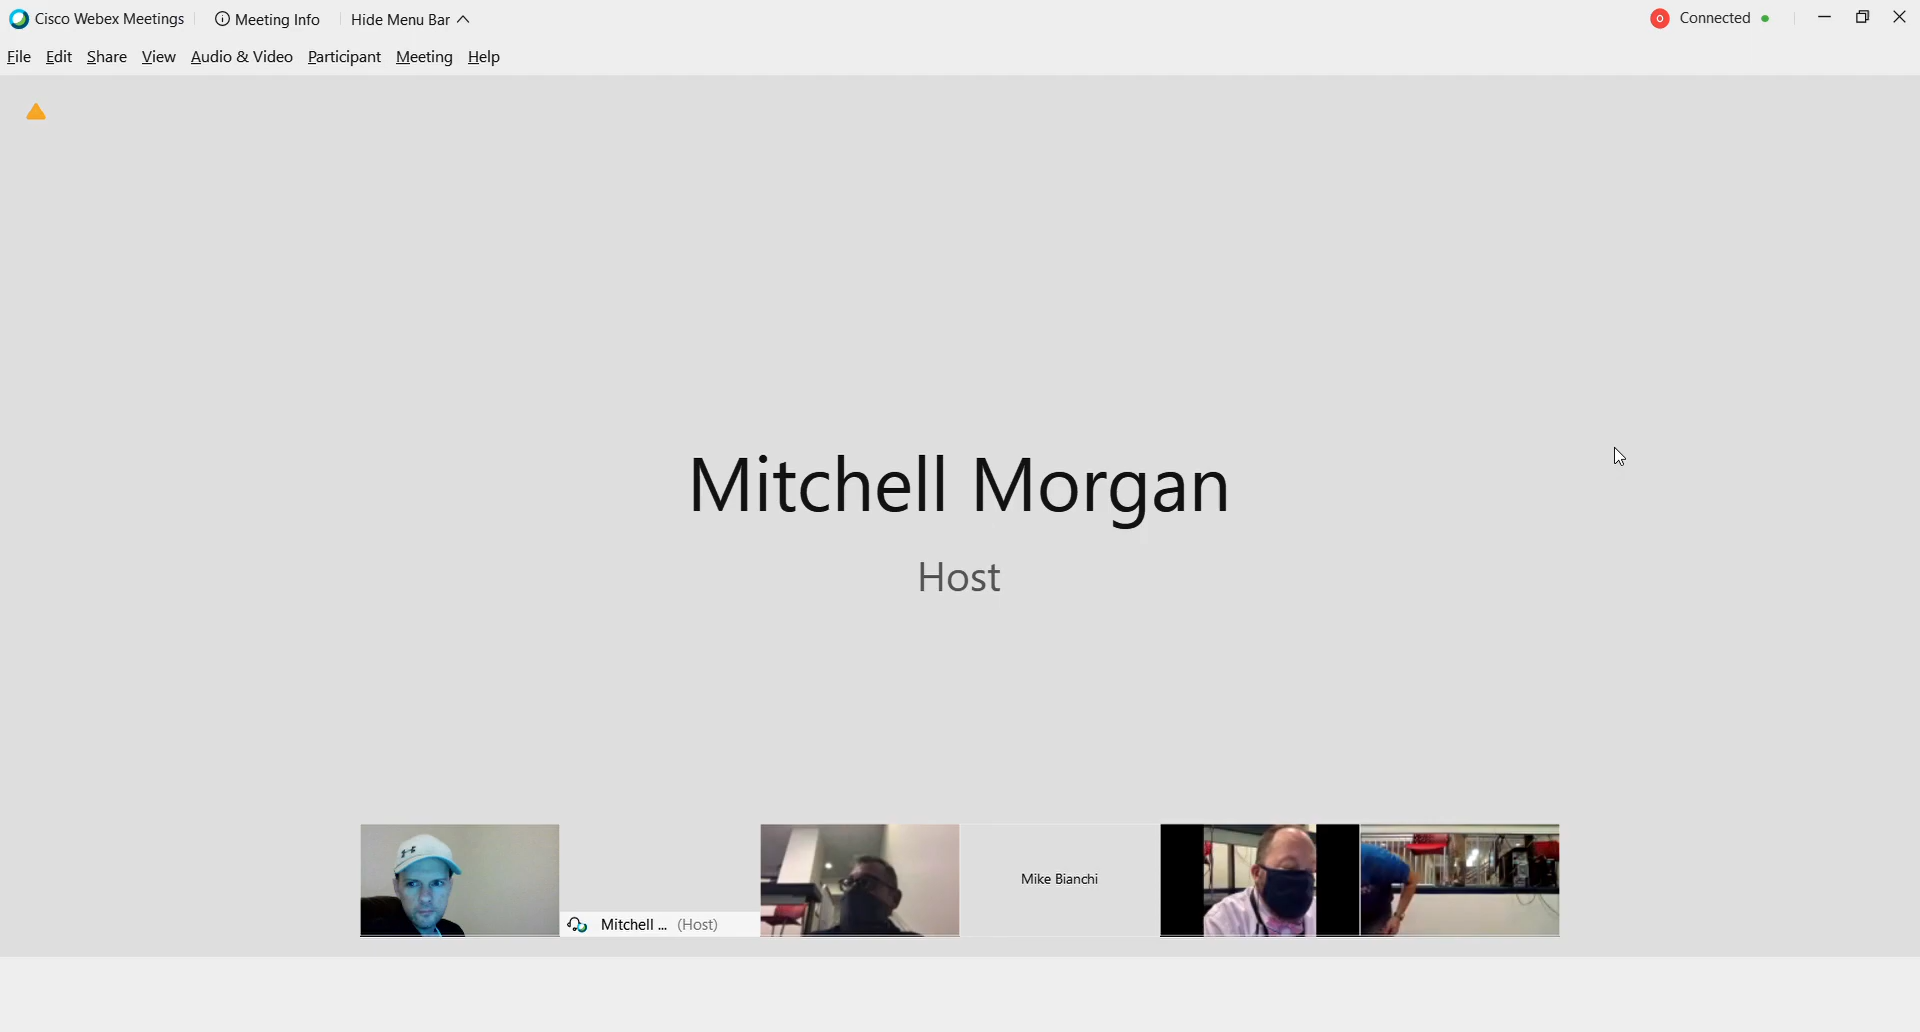 Cisco Webex Meetings Meeting Info Hide Menu Bar Connected
File Edit Share View Audio & Video Participant Meeting Help
Mitchell Morgan
Host
Mike Bianchi
Mitchell ... (Host)